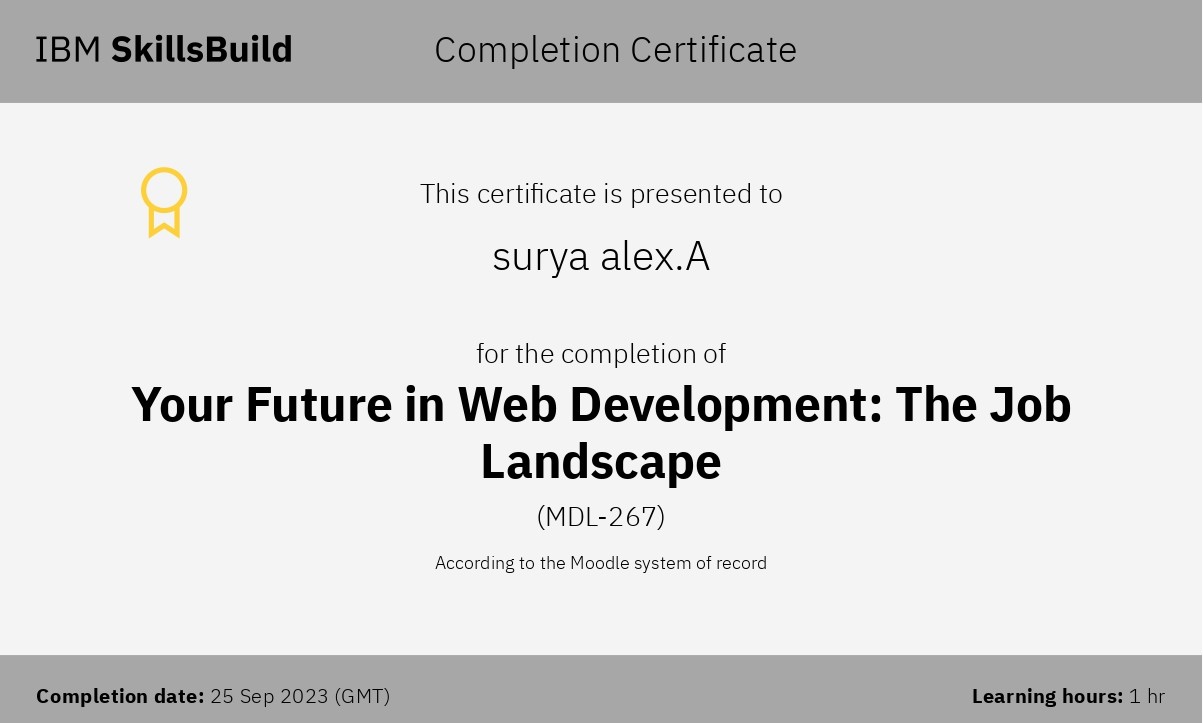 IBM SkillsBuild
Completion Certificate
This certificate is presented to
surya alex.A
for the completion of
Your Future in Web Development: The Job
Landscape
(MDL-267)
According to the Moodle system of record
Completion date: 25 Sep 2023 (GMT)
Learning hours: 1 hr